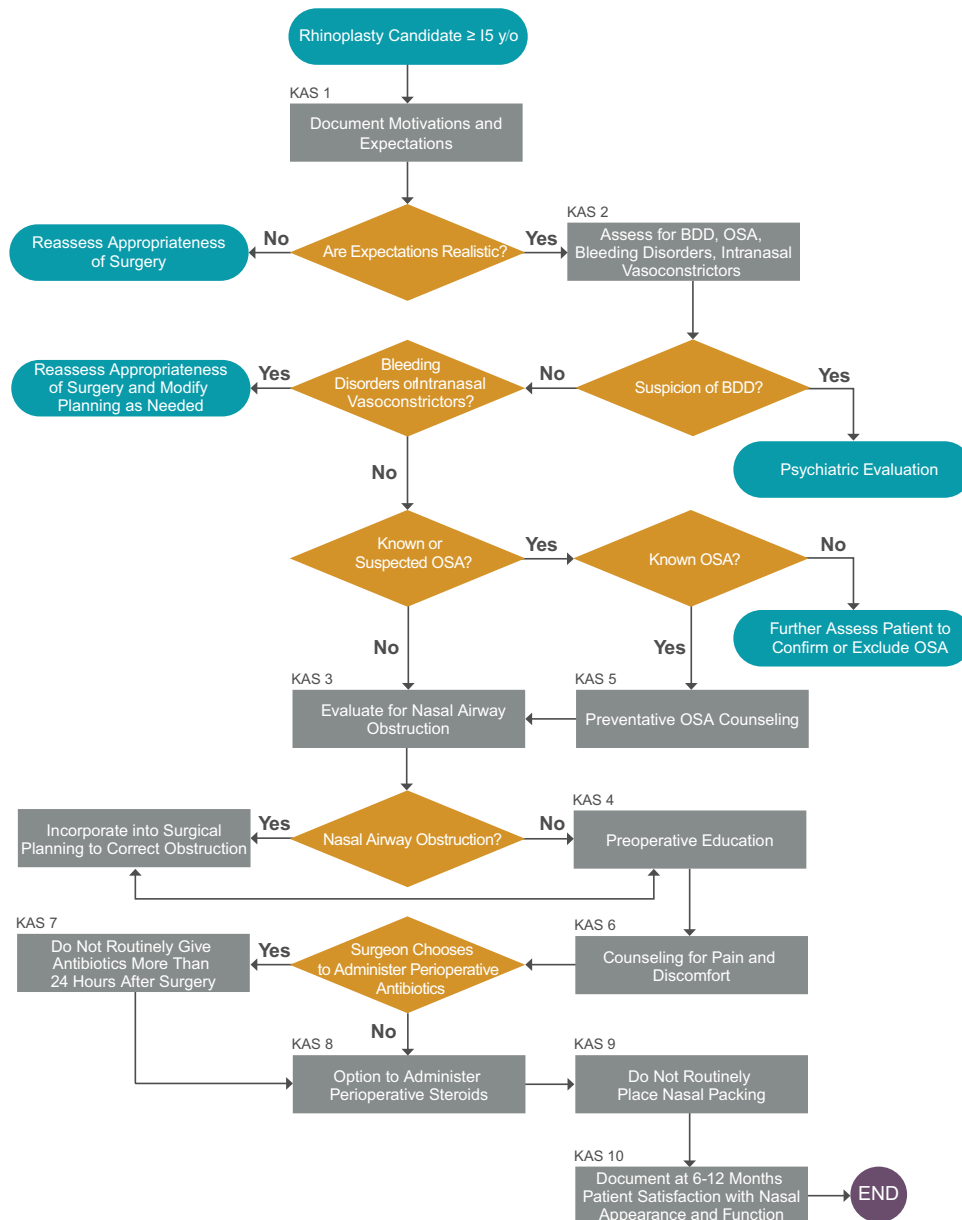 Rhinoplasty Candidate ≥ I5 y/o
KAS 1
Document Motivations and
Expectations
Are Expectations Realistic?
No
Reassess Appropriateness
of Surgery
Yes
KAS 2
Assess for BDD, OSA,
Bleeding Disorders, Intranasal
Vasoconstrictors
Suspicion of BDD?
Yes
Psychiatric Evaluation
No
Bleeding
Disorders orIntranasal
Vasoconstrictors?
Yes
Reassess Appropriateness
of Surgery and Modify
Planning as Needed
No
Known or
Suspected OSA?
Yes
Known OSA?
No
Further Assess Patient to
Confirm or Exclude OSA
Yes
No
KAS 3
Evaluate for Nasal Airway
Obstruction
KAS 5
Preventative OSA Counseling
Nasal Airway Obstruction?
Yes
Incorporate into Surgical
Planning to Correct Obstruction
No
KAS 4
Preoperative Education
KAS 6
Counseling for Pain and
Discomfort
Surgeon Chooses
to Administer Perioperative
Antibiotics
Yes
KAS 7
Do Not Routinely Give
Antibiotics More Than
24 Hours After Surgery
No
KAS 8
Option to Administer
Perioperative Steroids
KAS 9
Do Not Routinely
Place Nasal Packing
KAS 10
Document at 6-12 Months
Patient Satisfaction with Nasal
Appearance and Function
END